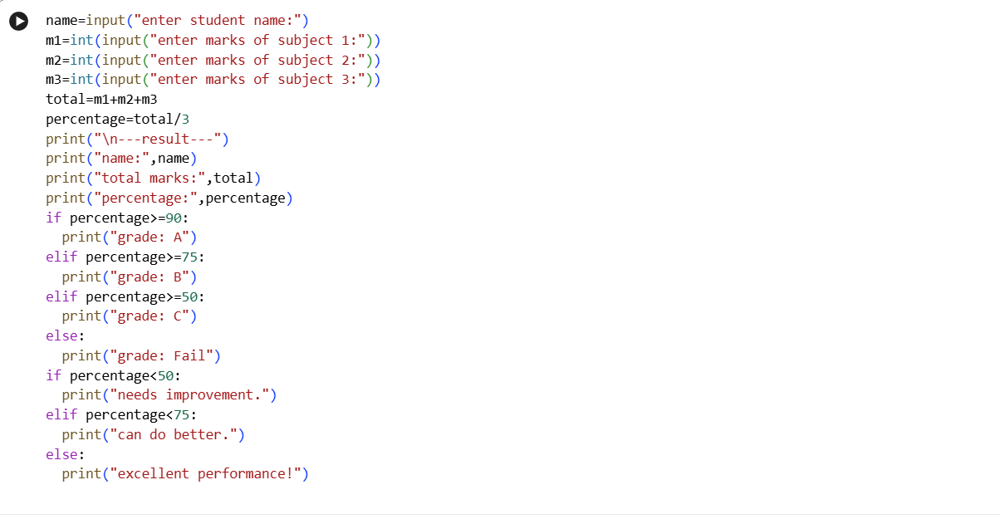 name=input("enter student name:")
m1=int(input("enter marks of subject 1:"))
m2=int(input("enter marks of subject 2:"))
m3=int(input("enter marks of subject 3:"))
total=m1+m2+m3
percentage=total/3
print("\n---result---")
print("name:",name)
print("total marks:",total)
print("percentage:",percentage)
if percentage>=90:
  print("grade: A")
elif percentage>=75:
  print("grade: B")
elif percentage>=50:
  print("grade: C")
else:
  print("grade: Fail")
if percentage<50:
  print("needs improvement.")
elif percentage<75:
  print("can do better.")
else:
  print("excellent performance!")